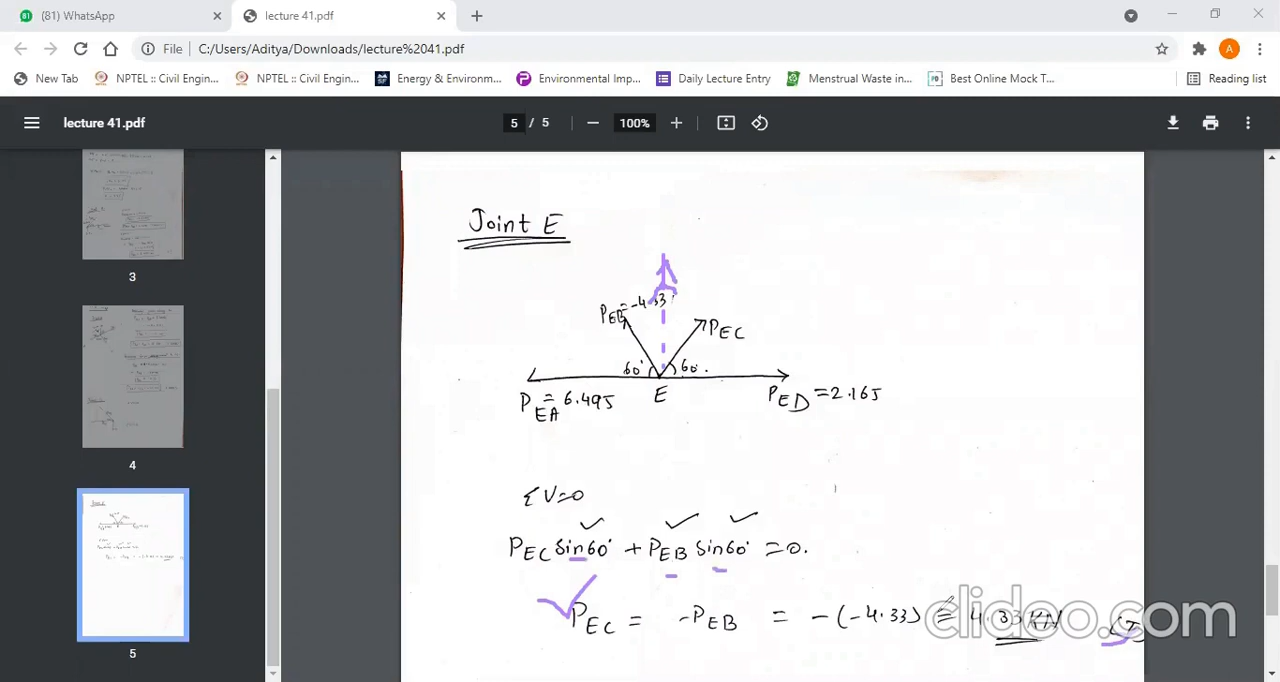 (81) WhatsApp
lecture 41.pdf
File
C:/Users/Aditya/Downloads/lecture%2041.pdf
A
New Tab
NPTEL :: Civil Engin...
NPTEL :: Civil Engin...
Energy & Environm...
Environmental Imp...
Daily Lecture Entry
Menstrual Waste in...
Best Online Mock T...
Reading list
lecture 41.pdf
5 / 5
100%
3
4
5
Joint E
PEB=-4.33
PEC
60°
60°
PEA = 6.495
E
PED = 2.165
ΣV=0
PEC sin60° + PEB sin60° = 0.
PEC = -PEB = -(-4.33) = 4.33 KN (T)
clideo.com